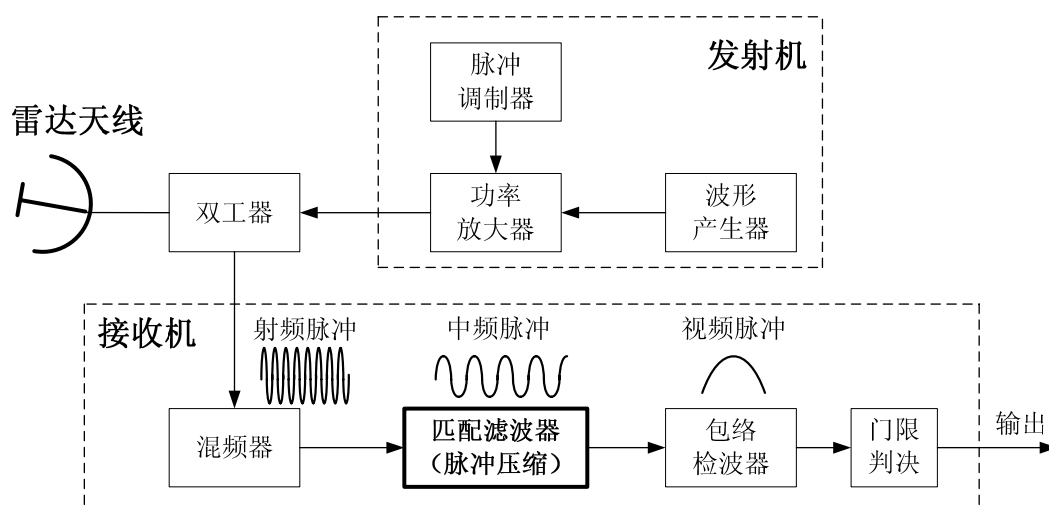 发射机
脉冲
调制器
雷达天线
双工器
功率
放大器
波形
产生器
接收机
射频脉冲
中频脉冲
视频脉冲
混频器
匹配滤波器
（脉冲压缩）
包络
检波器
门限
判决
输出